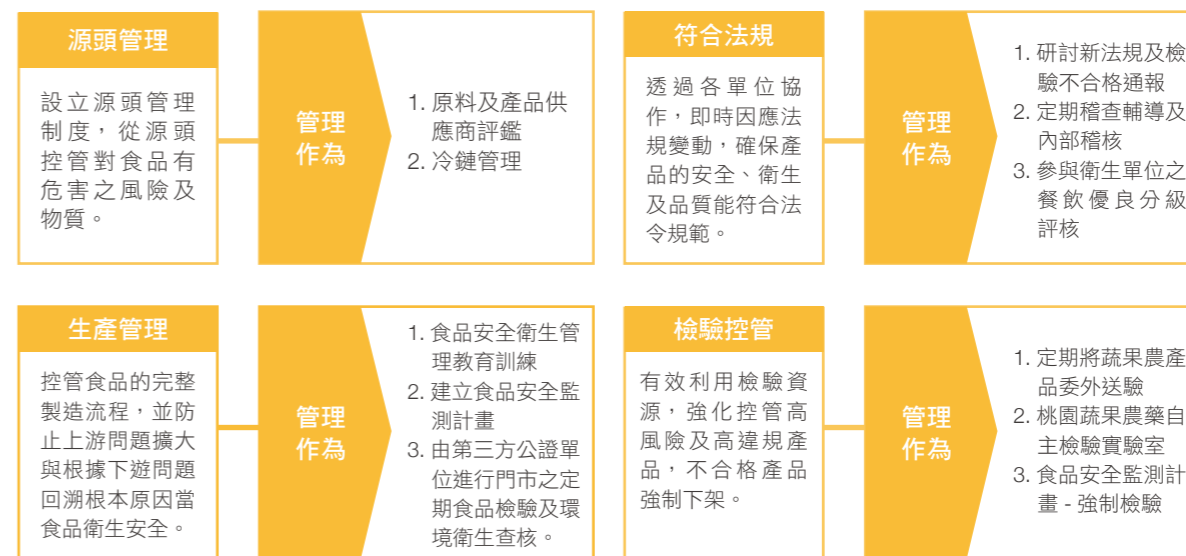 源頭管理
設立源頭管理
制度，從源頭
控管對食品有
危害之風險及
物質。
管理
作為
1. 原料及產品供
應商評鑑
2. 冷鏈管理
符合法規
透過各單位協
作，即時因應法
規變動，確保產
品的安全、衛生
及品質能符合法
令規範。
管理
作為
1. 研討新法規及檢
驗不合格通報
2. 定期稽查輔導及
內部稽核
3. 參與衛生單位之
餐飲優良分級
評核
生產管理
控管食品的完整
製造流程，並防
止上游問題擴大
與根據下遊問題
回溯根本原因當
食品衛生安全。
管理
作為
1. 食品安全衛生管
理教育訓練
2. 建立食品安全監
測計畫
3. 由第三方公證單
位進行門市之定
期食品檢驗及環
境衛生查核。
檢驗控管
有效利用檢驗資
源，強化控管高
風險及高違規產
品，不合格產品
強制下架。
管理
作為
1. 定期將蔬果農產
品委外送驗
2. 桃園蔬果農藥自
主檢驗實驗室
3. 食品安全監測計
畫 - 強制檢驗